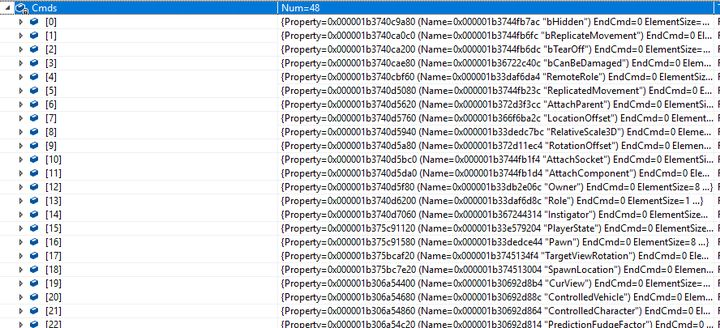 Cmds Num=48
[0] {Property=0x000001b3740c9a80 (Name=0x000001b3744fb7ac "bHidden") EndCmd=0 ElementSize=...
[1] {Property=0x000001b3740ca0c0 (Name=0x000001b3744fb6fc "bReplicateMovement") EndCmd=0 E...
[2] {Property=0x000001b3740ca200 (Name=0x000001b3744fb6dc "bTearOff") EndCmd=0 ElementSize=...
[3] {Property=0x000001b3740cae80 (Name=0x000001b36722c40c "bCanBeDamaged") EndCmd=0 Elem...
[4] {Property=0x000001b3740cbf60 (Name=0x000001b33daf6da4 "RemoteRole") EndCmd=0 Element...
[5] {Property=0x000001b3740d5080 (Name=0x000001b3744fb23c "ReplicatedMovement") EndCmd=0 ...
[6] {Property=0x000001b3740d5620 (Name=0x000001b372d3f3cc "AttachParent") EndCmd=0 ElementSi...
[7] {Property=0x000001b3740d5760 (Name=0x000001b366f6ba2c "LocationOffset") EndCmd=0 Elemen...
[8] {Property=0x000001b3740d5940 (Name=0x000001b33dedc7bc "RelativeScale3D") EndCmd=0 Elem...
[9] {Property=0x000001b3740d5a80 (Name=0x000001b372d11ec4 "RotationOffset") EndCmd=0 Elemen...
[10] {Property=0x000001b3740d5bc0 (Name=0x000001b3744fb1f4 "AttachSocket") EndCmd=0 ElementSi...
[11] {Property=0x000001b3740d5da0 (Name=0x000001b3744fb1d4 "AttachComponent") EndCmd=0 Ele...
[12] {Property=0x000001b3740d5f80 (Name=0x000001b33db2e06c "Owner") EndCmd=0 ElementSize=8 ...}
[13] {Property=0x000001b3740d6200 (Name=0x000001b33daf6d8c "Role") EndCmd=0 ElementSize=1 ...}
[14] {Property=0x000001b3740d7060 (Name=0x000001b367244314 "Instigator") EndCmd=0 ElementSize...
[15] {Property=0x000001b375c91120 (Name=0x000001b33e579204 "PlayerState") EndCmd=0 ElementSiz...
[16] {Property=0x000001b375c91580 (Name=0x000001b33dedce44 "Pawn") EndCmd=0 ElementSize=8 ...}
[17] {Property=0x000001b375bcaf20 (Name=0x000001b3745134f4 "TargetViewRotation") EndCmd=0 Ele...
[18] {Property=0x000001b375bc7e20 (Name=0x000001b374513004 "SpawnLocation") EndCmd=0 Elemen...
[19] {Property=0x000001b306a54400 (Name=0x000001b30692d8b4 "CurView") EndCmd=0 ElementSize=...
[20] {Property=0x000001b306a54680 (Name=0x000001b30692d88c "ControlledVehicle") EndCmd=0 Ele...
[21] {Property=0x000001b306a54860 (Name=0x000001b30692d864 "ControlledCharacter") EndCmd=0 El...
[22] {Property=0x000001b306a54c20 (Name=0x000001b30692d814 "PredictionFudgeFactor") EndCmd=0...